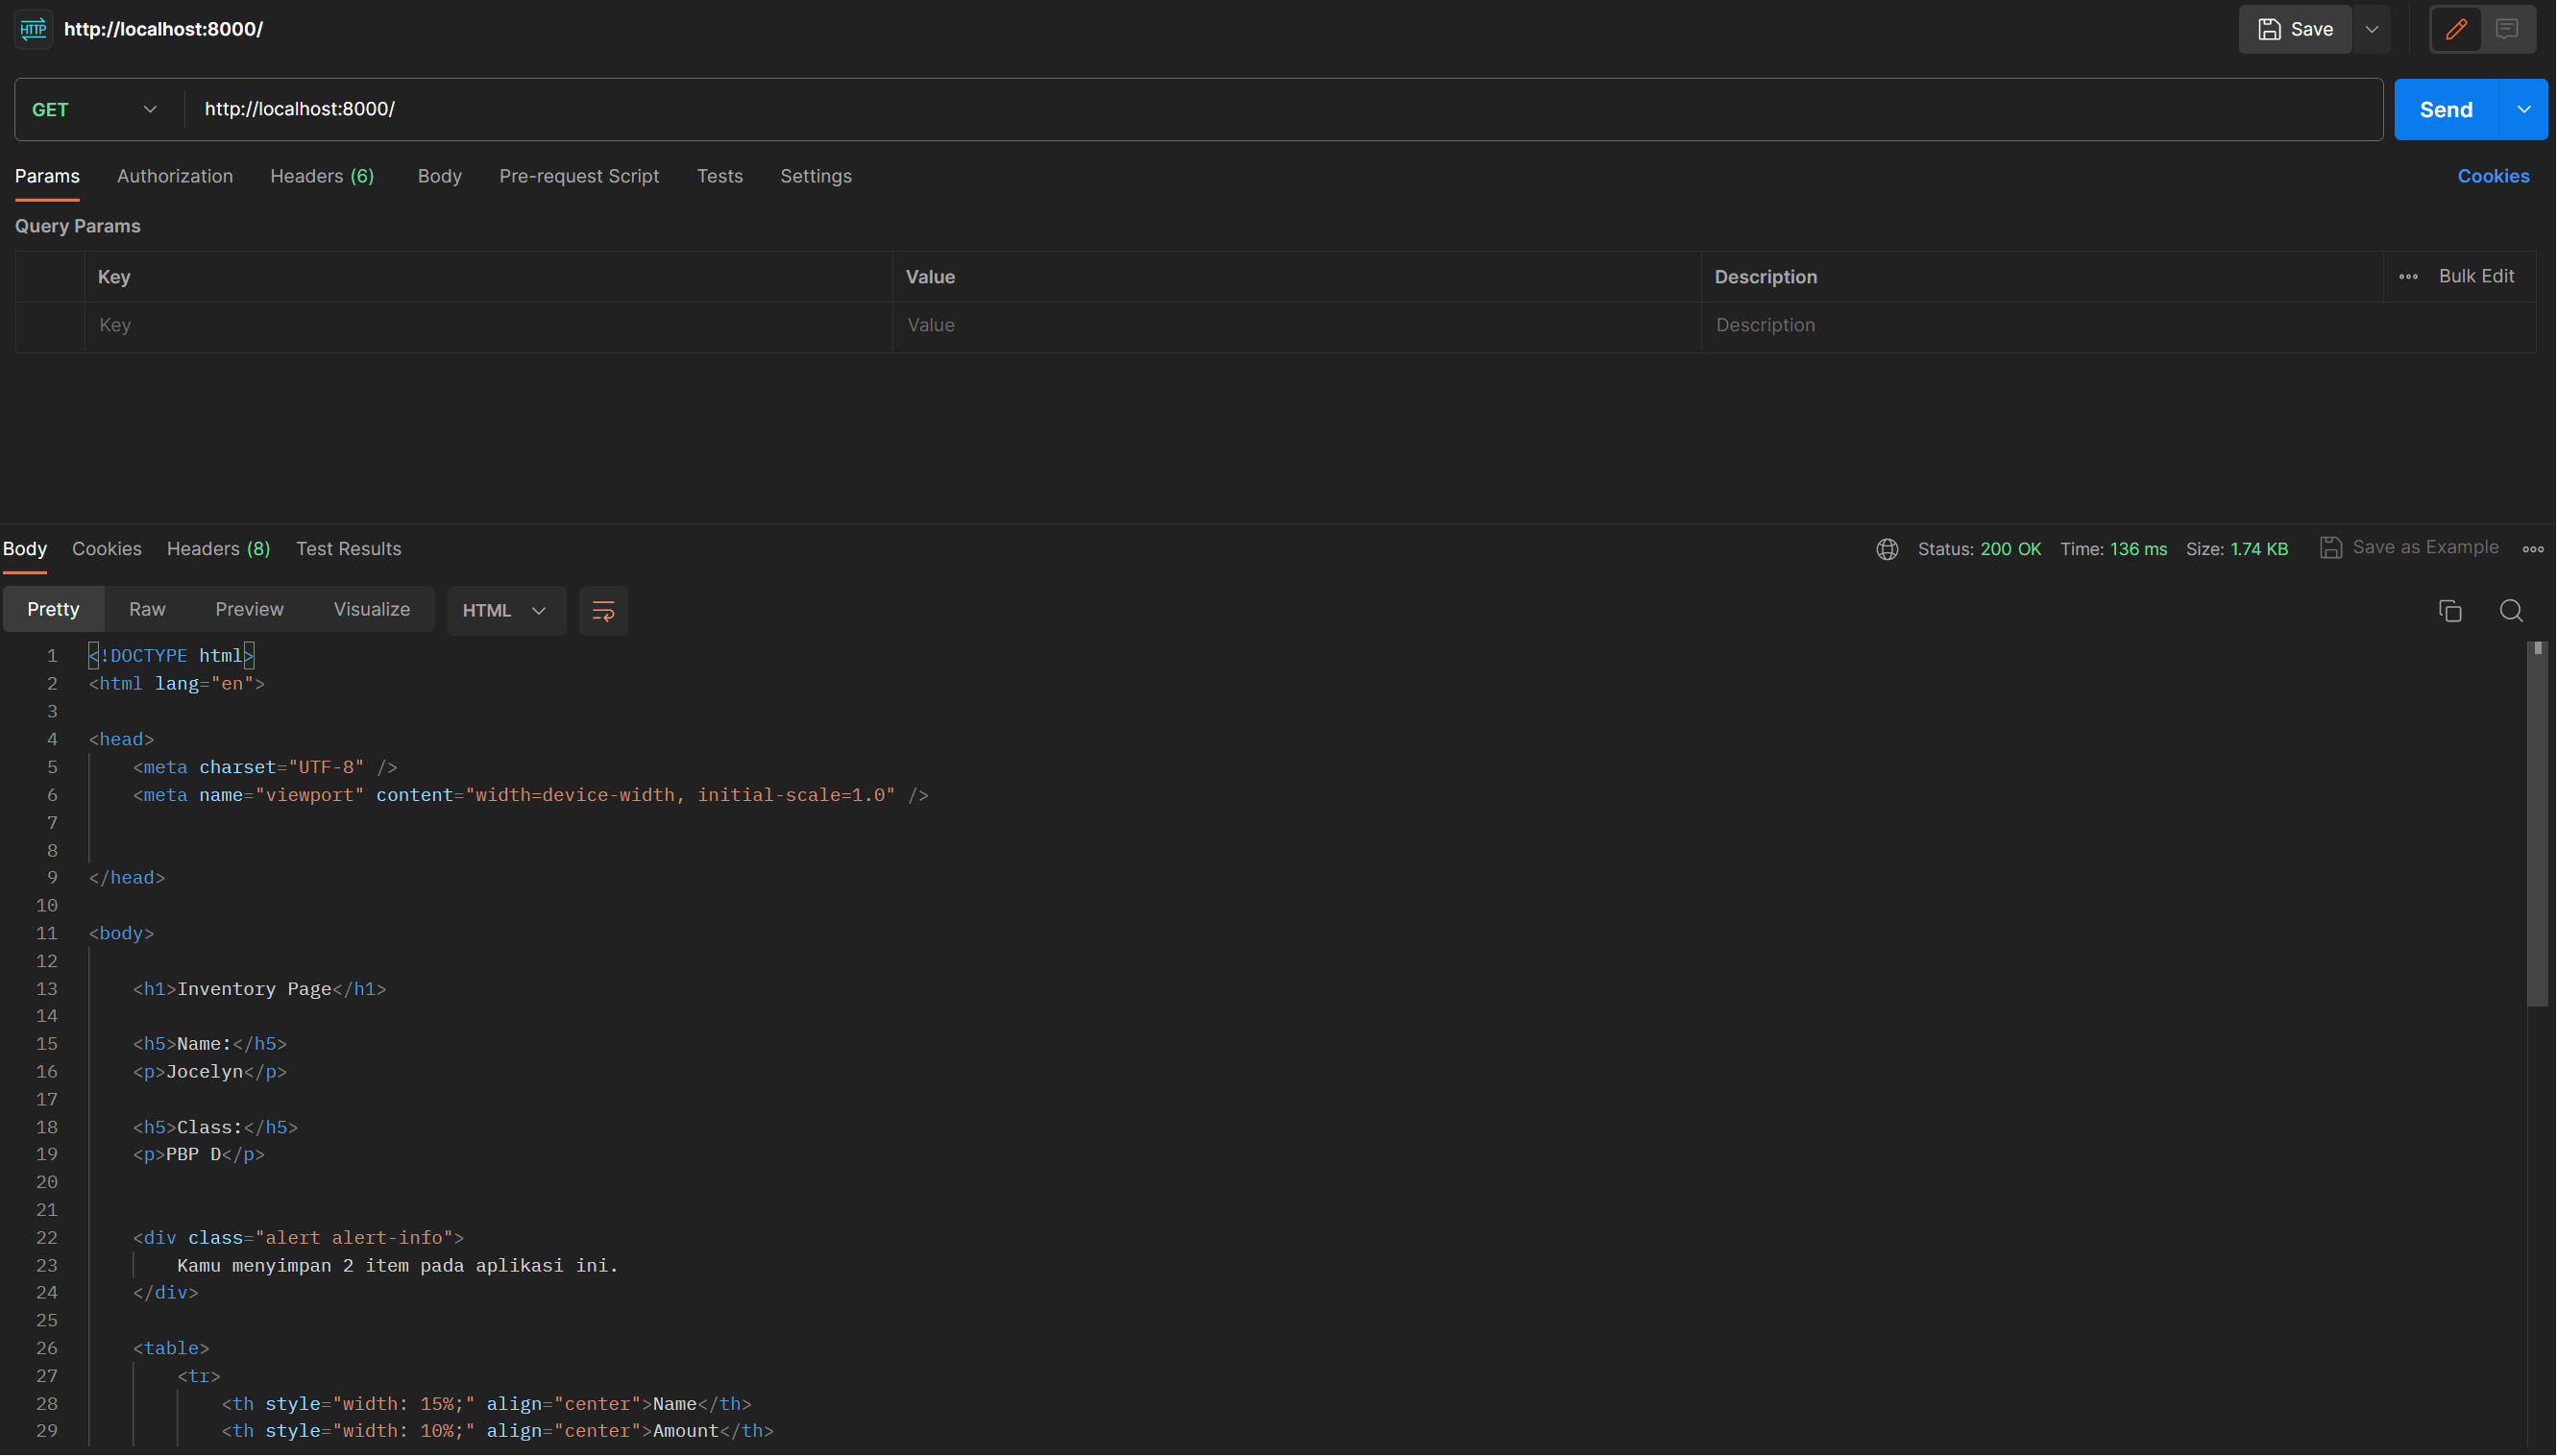 HTTP http://localhost:8000/ Save
GET http://localhost:8000/ Send
Params Authorization Headers (6) Body Pre-request Script Tests Settings Cookies
Query Params
Key Value Description Bulk Edit
Key Value Description
Body Cookies Headers (8) Test Results Status: 200 OK Time: 136 ms Size: 1.74 KB Save as Example
Pretty Raw Preview Visualize HTML
1 <!DOCTYPE html>
2 <html lang="en">
3
4 <head>
5 <meta charset="UTF-8" />
6 <meta name="viewport" content="width=device-width, initial-scale=1.0" />
7
8
9 </head>
10
11 <body>
12
13 <h1>Inventory Page</h1>
14
15 <h5>Name:</h5>
16 <p>Jocelyn</p>
17
18 <h5>Class:</h5>
19 <p>PBP D</p>
20
21
22 <div class="alert alert-info">
23 Kamu menyimpan 2 item pada aplikasi ini.
24 </div>
25
26 <table>
27 <tr>
28 <th style="width: 15%;" align="center">Name</th>
29 <th style="width: 10%;" align="center">Amount</th>